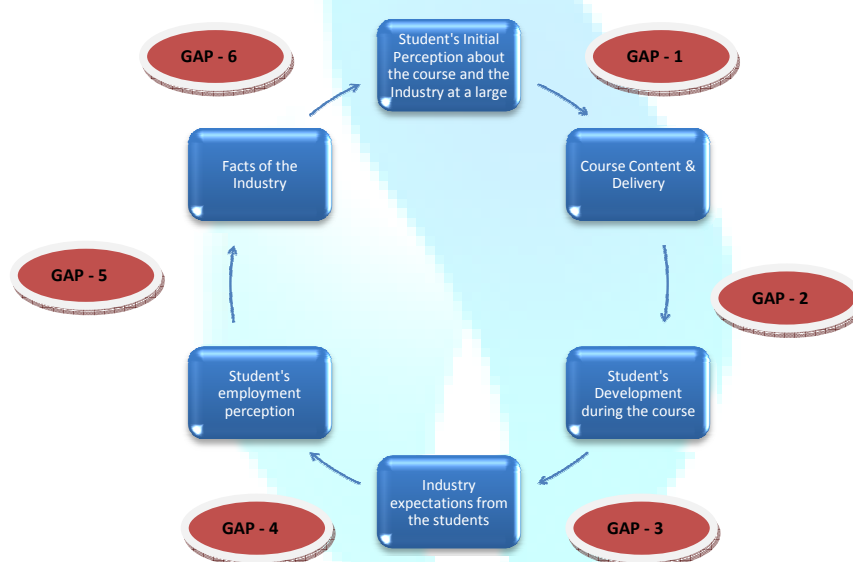 GAP - 6
Student's Initial
Perception about
the course and the
Industry at a large
GAP - 1
Facts of the
Industry
Course Content &
Delivery
GAP - 5
GAP - 2
Student's
employment
perception
Student's
Development
during the course
Industry
expectations from
the students
GAP - 4
GAP - 3